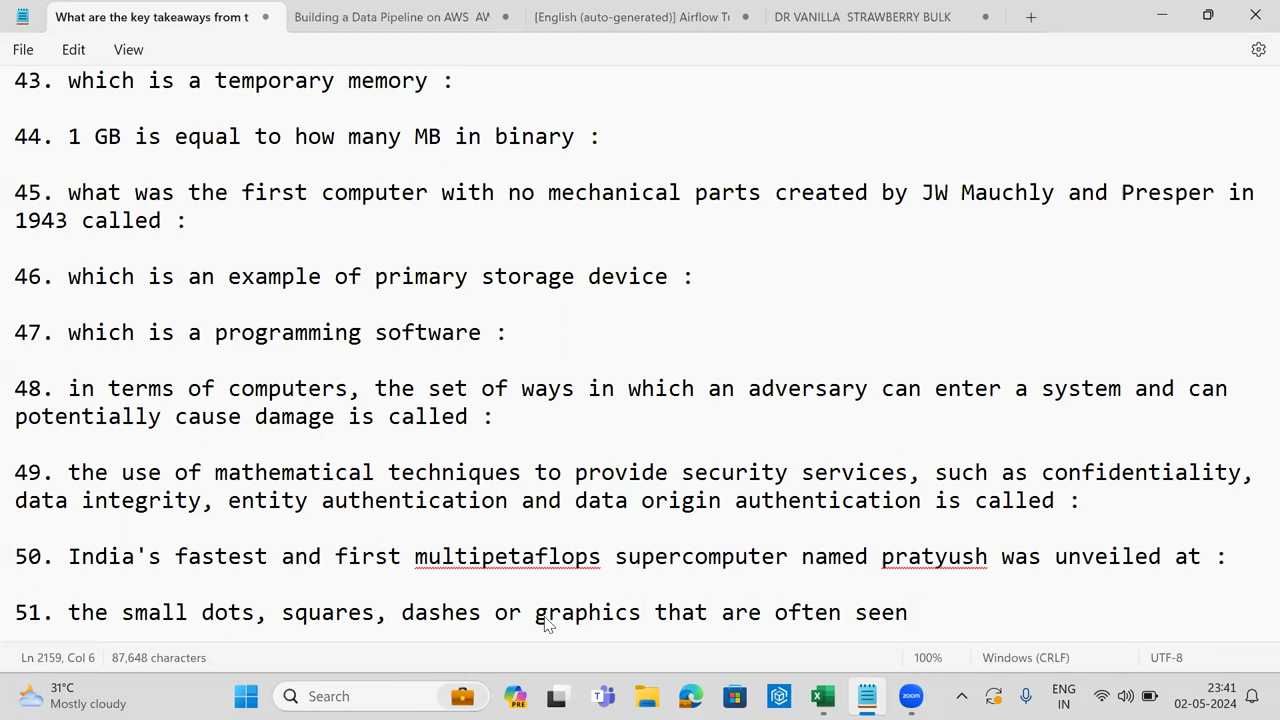 What are the key takeaways from t
Building a Data Pipeline on AWS AW
[English (auto-generated)] Airflow Tu
DR VANILLA STRAWBERRY BULK
File Edit View
43. which is a temporary memory :
44. 1 GB is equal to how many MB in binary :
45. what was the first computer with no mechanical parts created by JW Mauchly and Presper in
1943 called :
46. which is an example of primary storage device :
47. which is a programming software :
48. in terms of computers, the set of ways in which an adversary can enter a system and can
potentially cause damage is called :
49. the use of mathematical techniques to provide security services, such as confidentiality,
data integrity, entity authentication and data origin authentication is called :
50. India's fastest and first multipetaflops supercomputer named pratyush was unveiled at :
51. the small dots, squares, dashes or graphics that are often seen
Ln 2159, Col 6 87,648 characters 100% Windows (CRLF) UTF-8
31°C
Mostly cloudy
Search
PRE
zoom
ENG
IN
23:41
02-05-2024